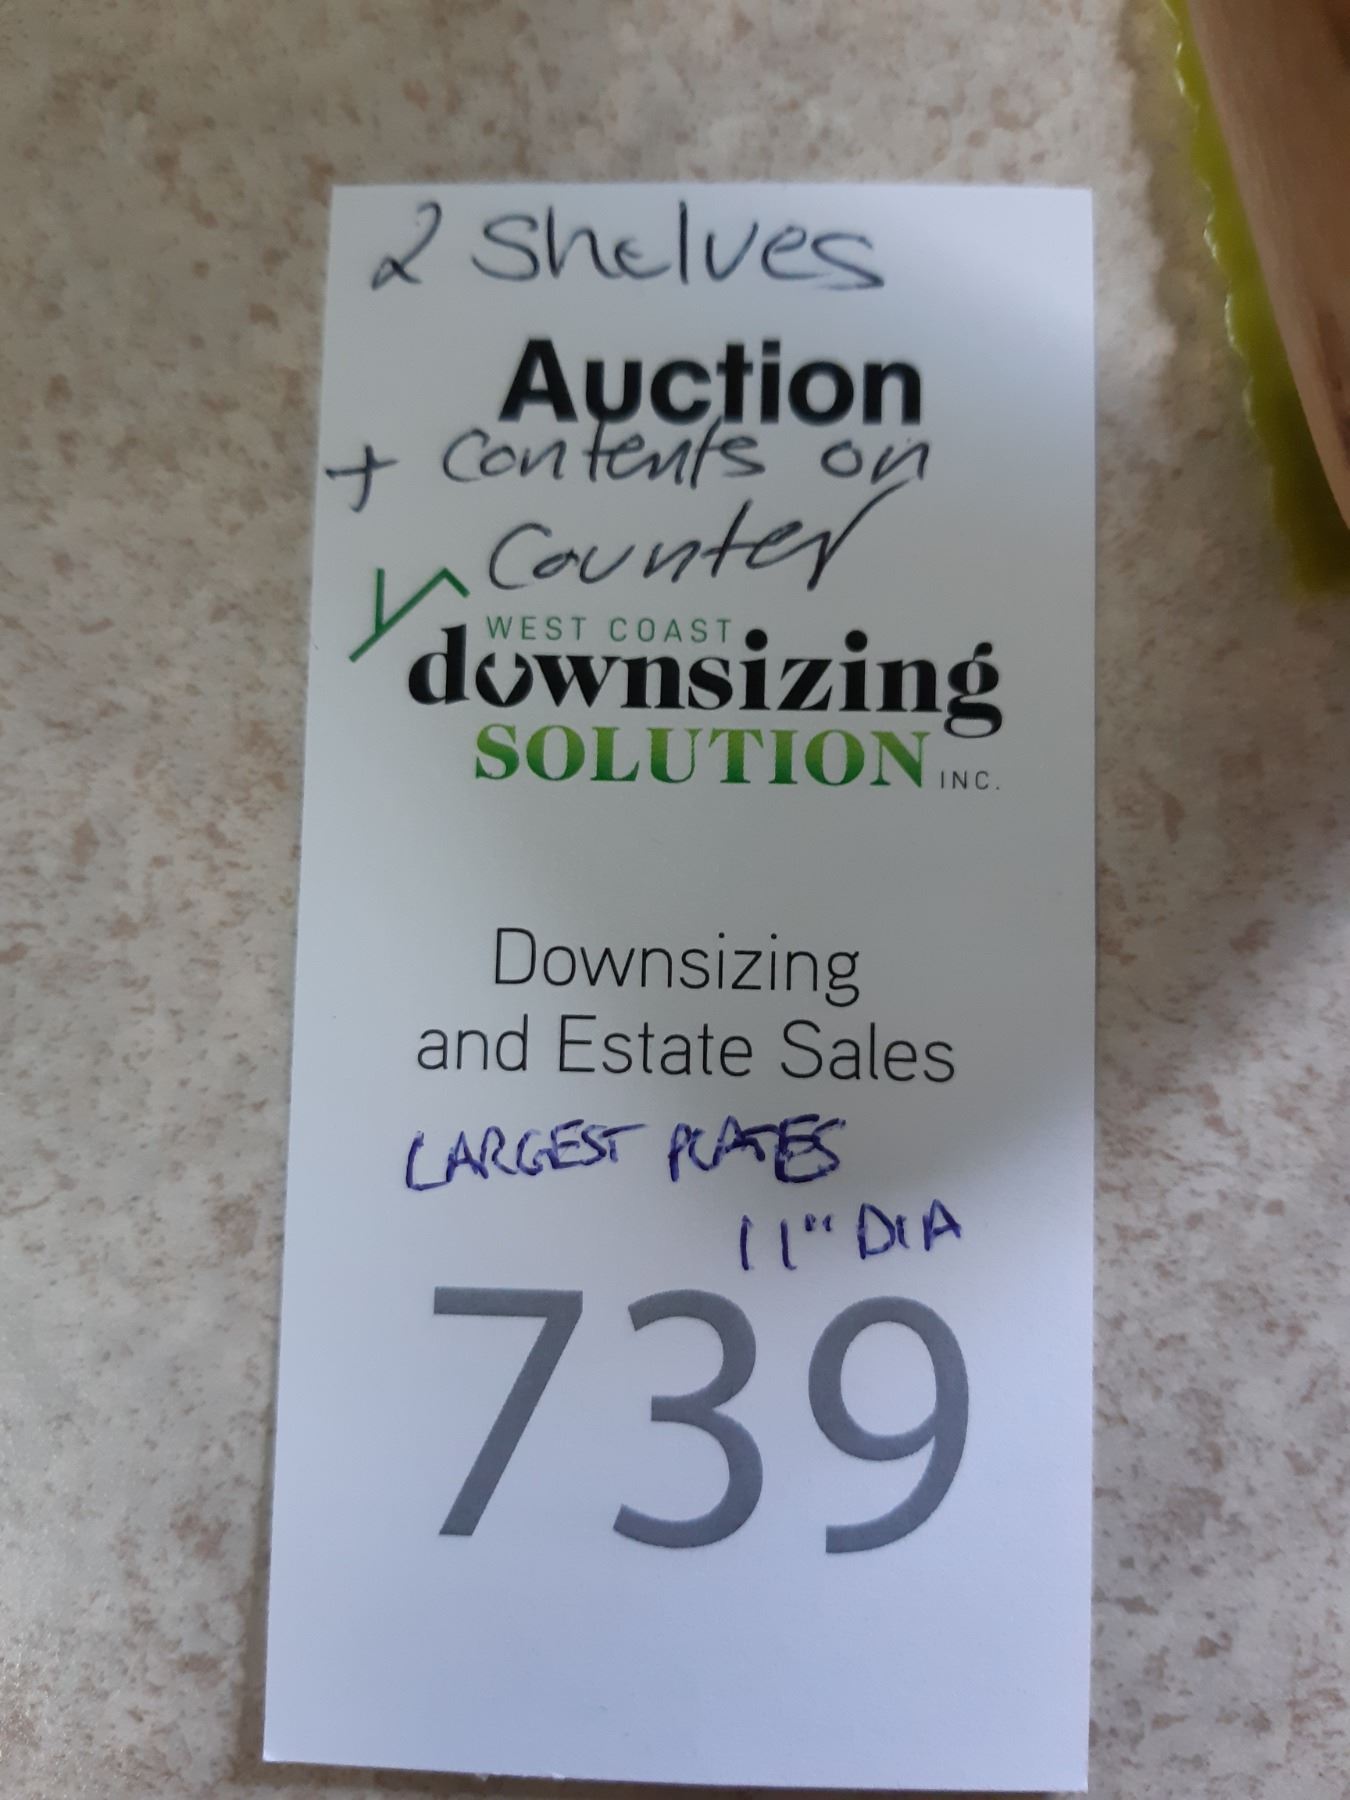 2 Shelves
Auction
+ Contents on
Counter
WEST COAST
downsizing
SOLUTION INC.
Downsizing
and Estate Sales
LARGEST PLATES
11" DIA
739